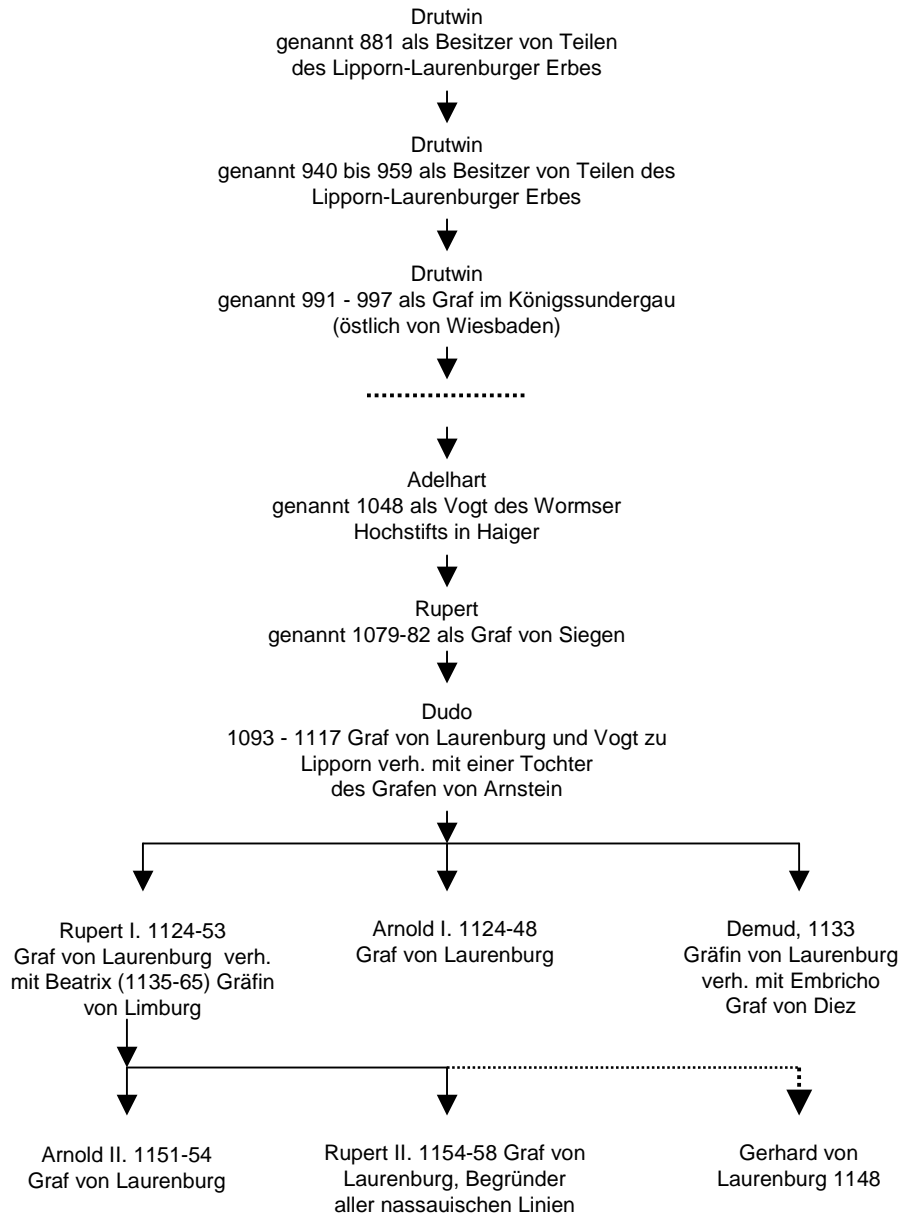 Drutwin
genannt 881 als Besitzer von Teilen
des Lipporn-Laurenburger Erbes
Drutwin
genannt 940 bis 959 als Besitzer von Teilen des
Lipporn-Laurenburger Erbes
Drutwin
genannt 991 - 997 als Graf im Königssundergau
(östlich von Wiesbaden)
Adelhart
genannt 1048 als Vogt des Wormser
Hochstifts in Haiger
Rupert
genannt 1079-82 als Graf von Siegen
Dudo
1093 - 1117 Graf von Laurenburg und Vogt zu
Lipporn verh. mit einer Tochter
des Grafen von Arnstein
Rupert I. 1124-53
Graf von Laurenburg verh.
mit Beatrix (1135-65) Gräfin
von Limburg
Arnold I. 1124-48
Graf von Laurenburg
Demud, 1133
Gräfin von Laurenburg
verh. mit Embricho
Graf von Diez
Arnold II. 1151-54
Graf von Laurenburg
Rupert II. 1154-58 Graf von
Laurenburg, Begründer
aller nassauischen Linien
Gerhard von
Laurenburg 1148